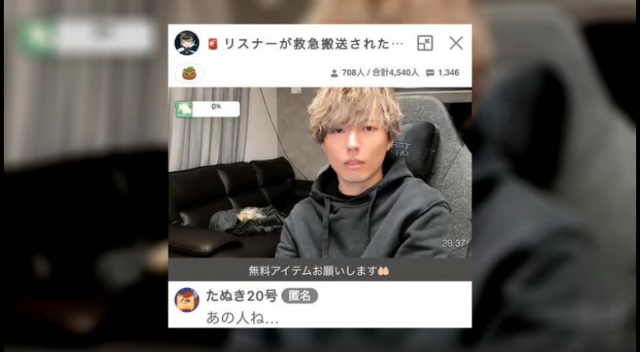 リスナーが救急搬送された…
708人 / 合計4,540人 1,346
0%
28:37
無料アイテムお願いします
たぬき20号 匿名
あの人ね...